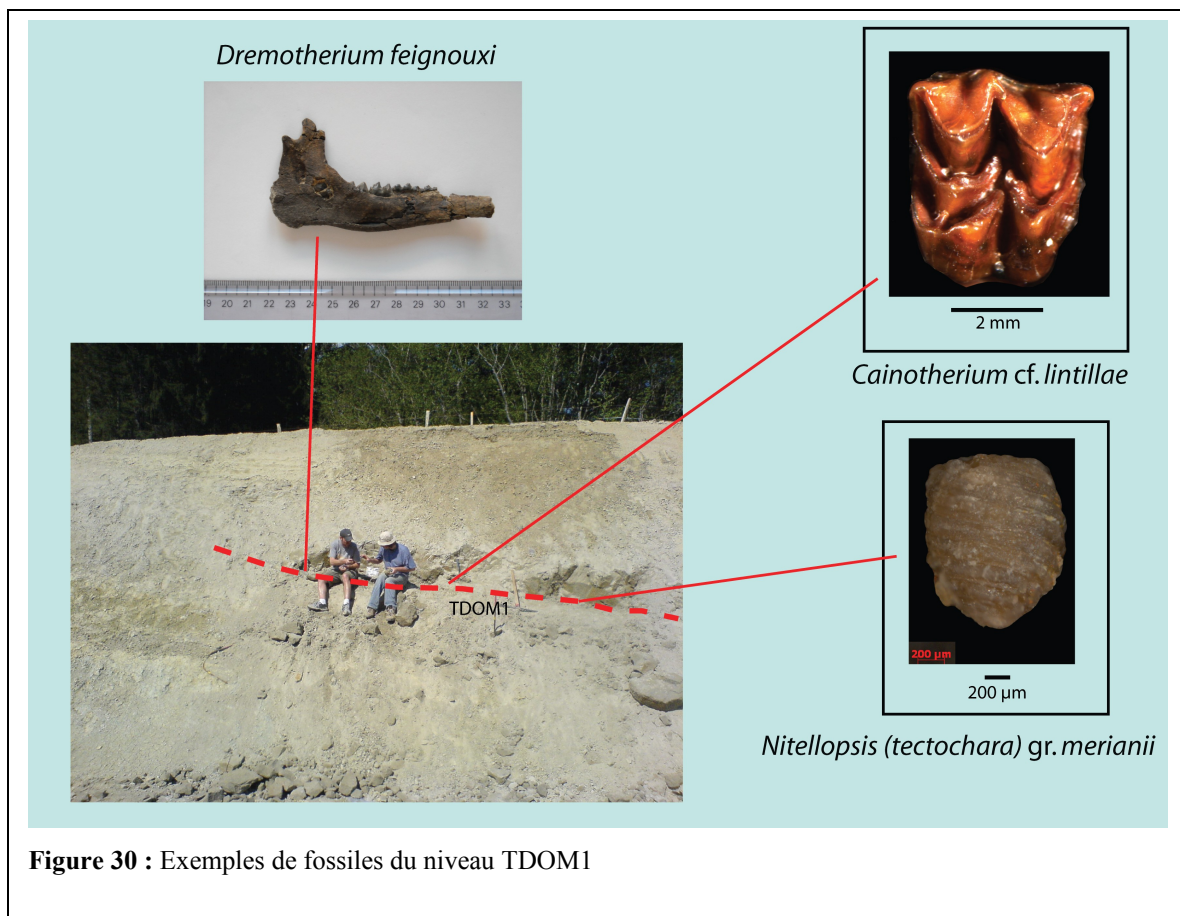 Dremotherium feignouxi
19 20 21 22 23 24 25 26 27 28 29 30 31 32 33
2 mm
Cainotherium cf. lintillae
TDOM1
200 µm
200 µm
Nitellopsis (tectochara) gr. merianii
Figure 30 : Exemples de fossiles du niveau TDOM1